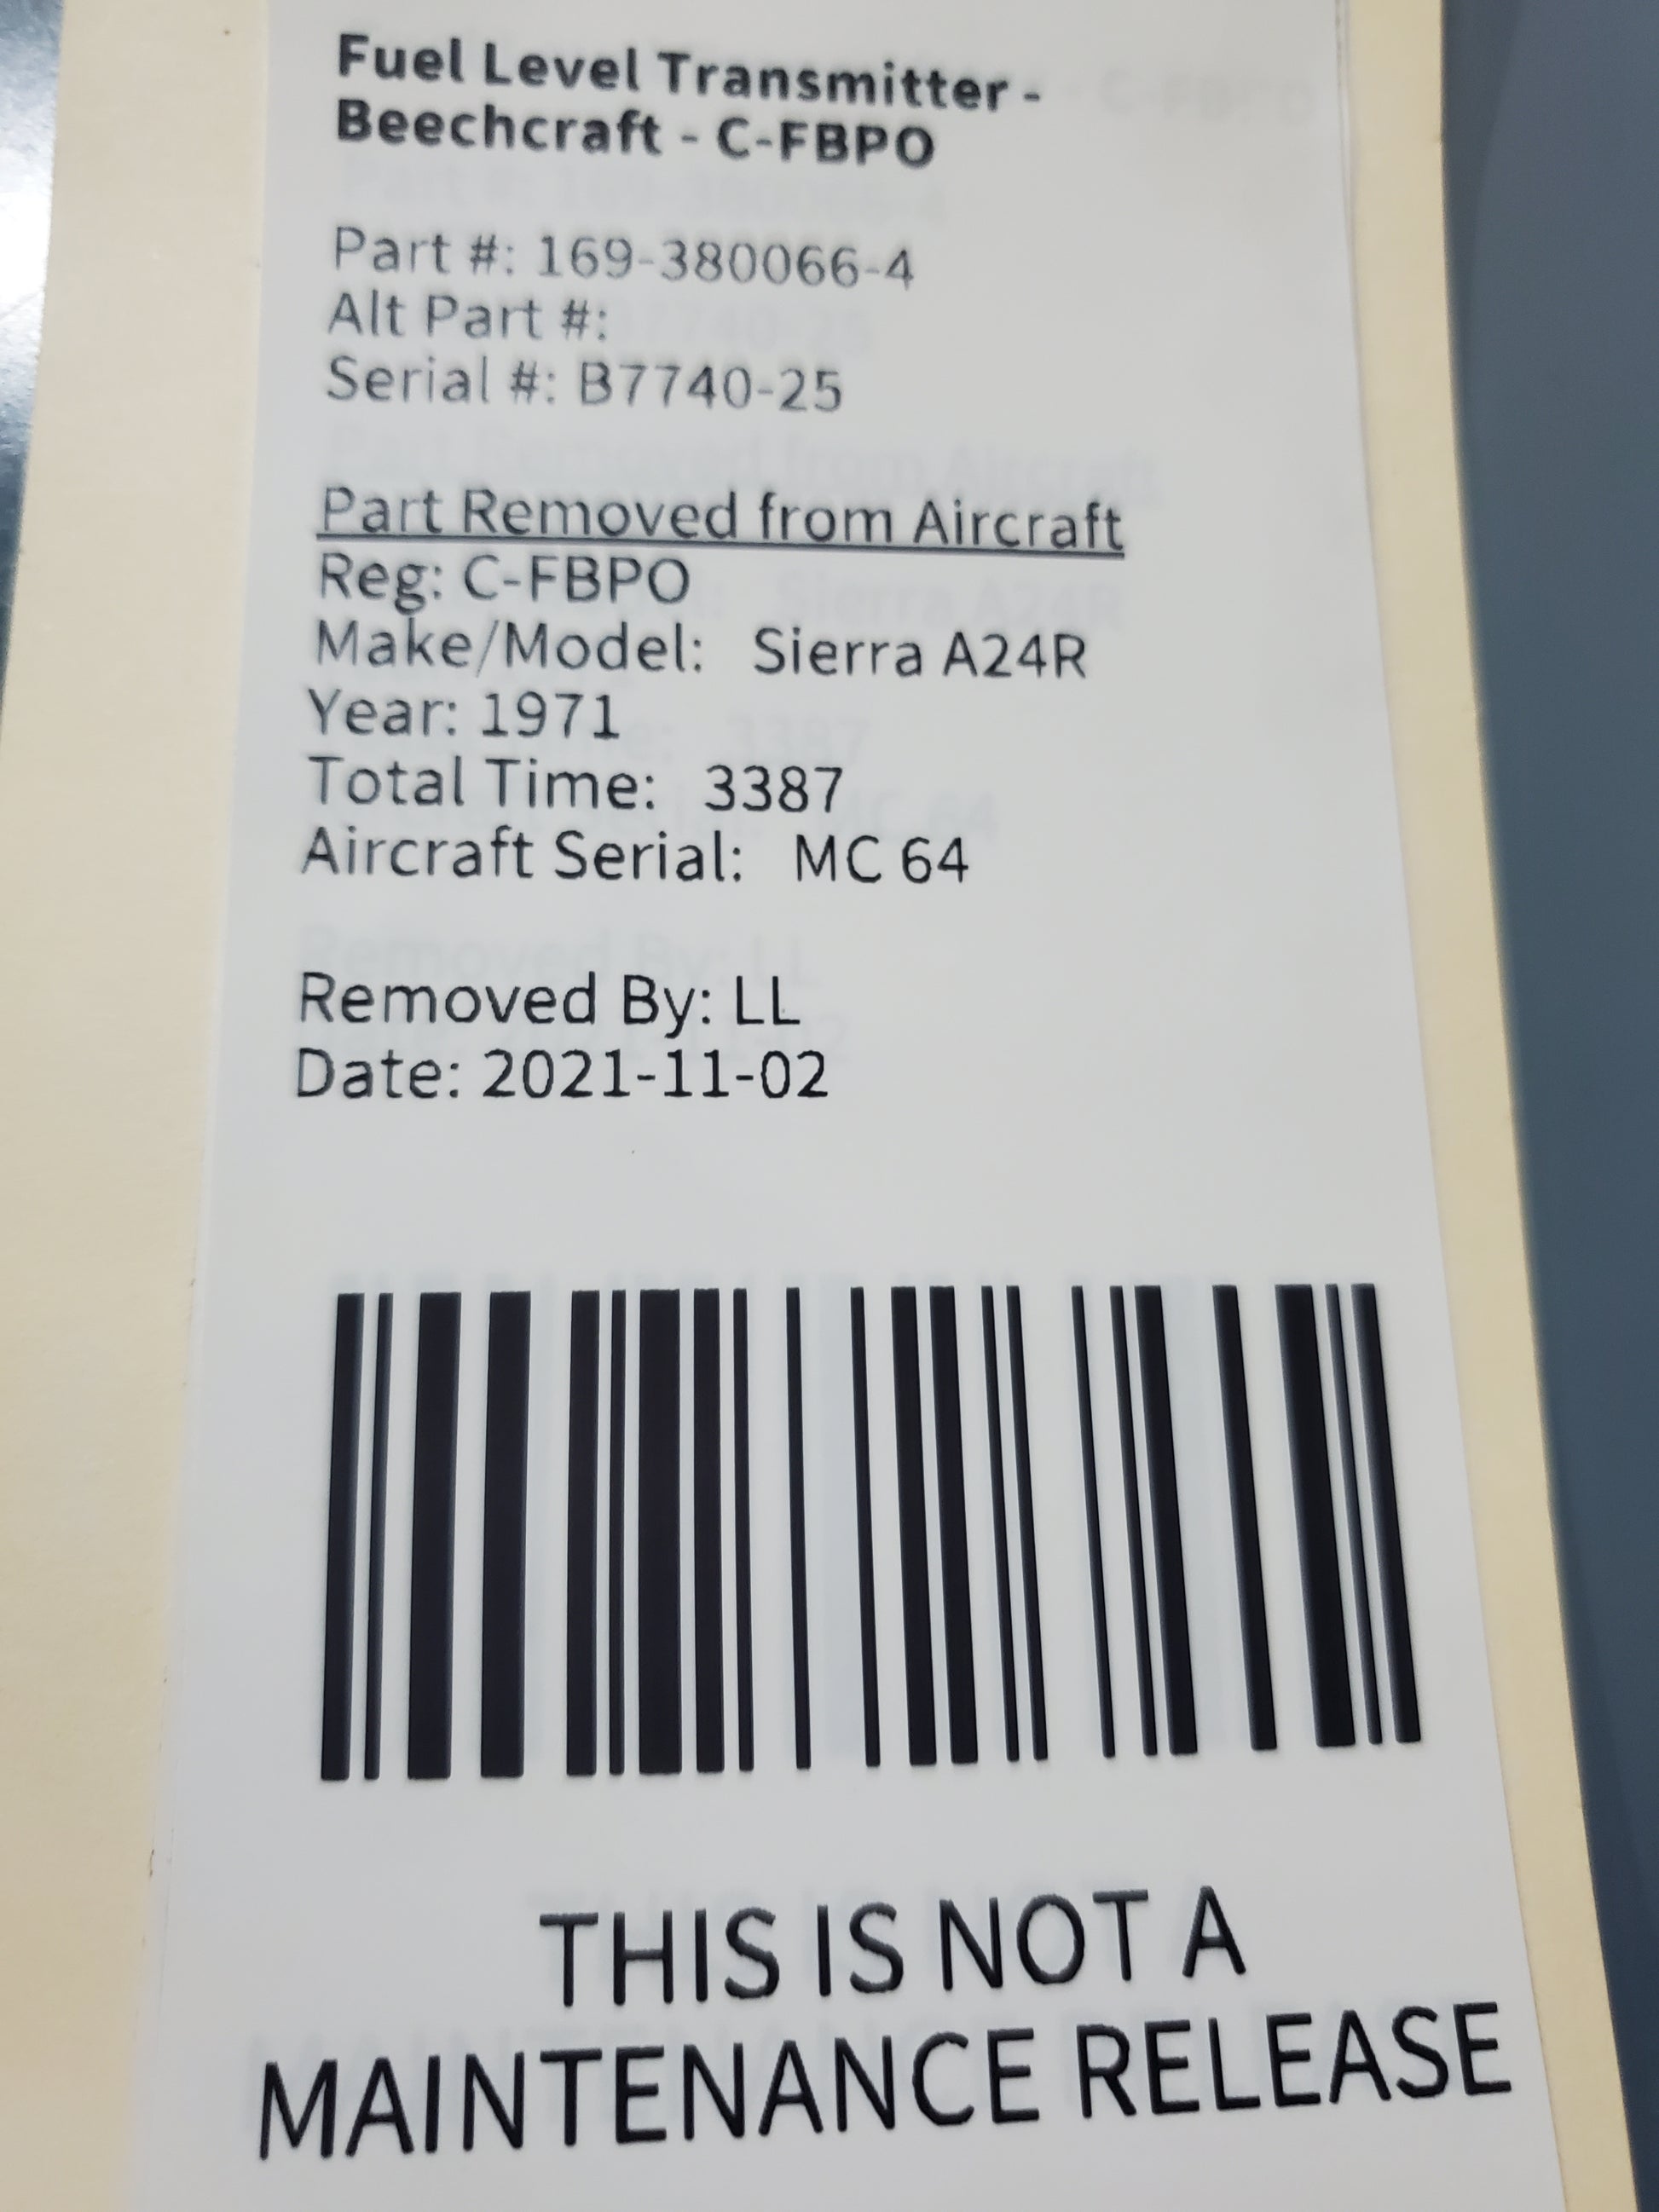 Fuel Level Transmitter -
Beechcraft - C-FBPO
Part #: 169-380066-4
Alt Part #:
Serial #: B7740-25
Part Removed from Aircraft
Reg: C-FBPO
Make/Model: Sierra A24R
Year: 1971
Total Time: 3387
Aircraft Serial: MC 64
Removed By: LL
Date: 2021-11-02
THIS IS NOT A
MAINTENANCE RELEASE